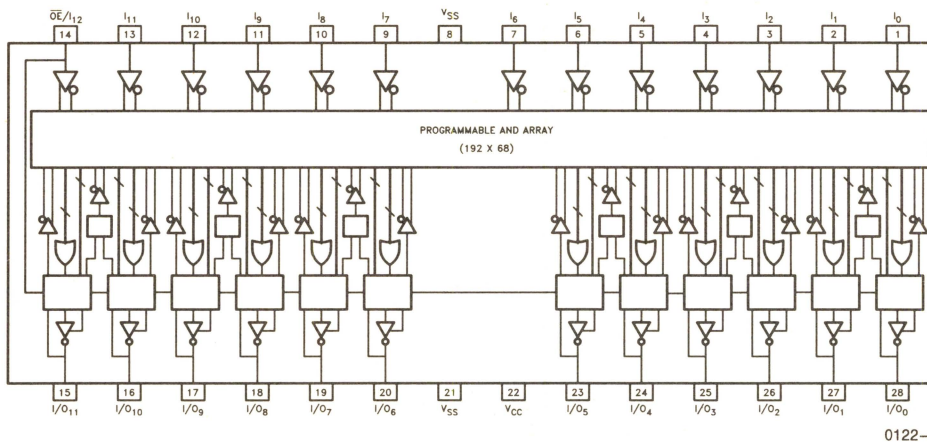 OE/I12 I11 I10 I9 I8 I7 VSS I6 I5 I4 I3 I2 I1 I0
14 13 12 11 10 9 8 7 6 5 4 3 2 1
PROGRAMMABLE AND ARRAY
(192 X 68)
15 16 17 18 19 20 21 22 23 24 25 26 27 28
I/O11 I/O10 I/O9 I/O8 I/O7 I/O6 VSS VCC I/O5 I/O4 I/O3 I/O2 I/O1 I/O0
0122–